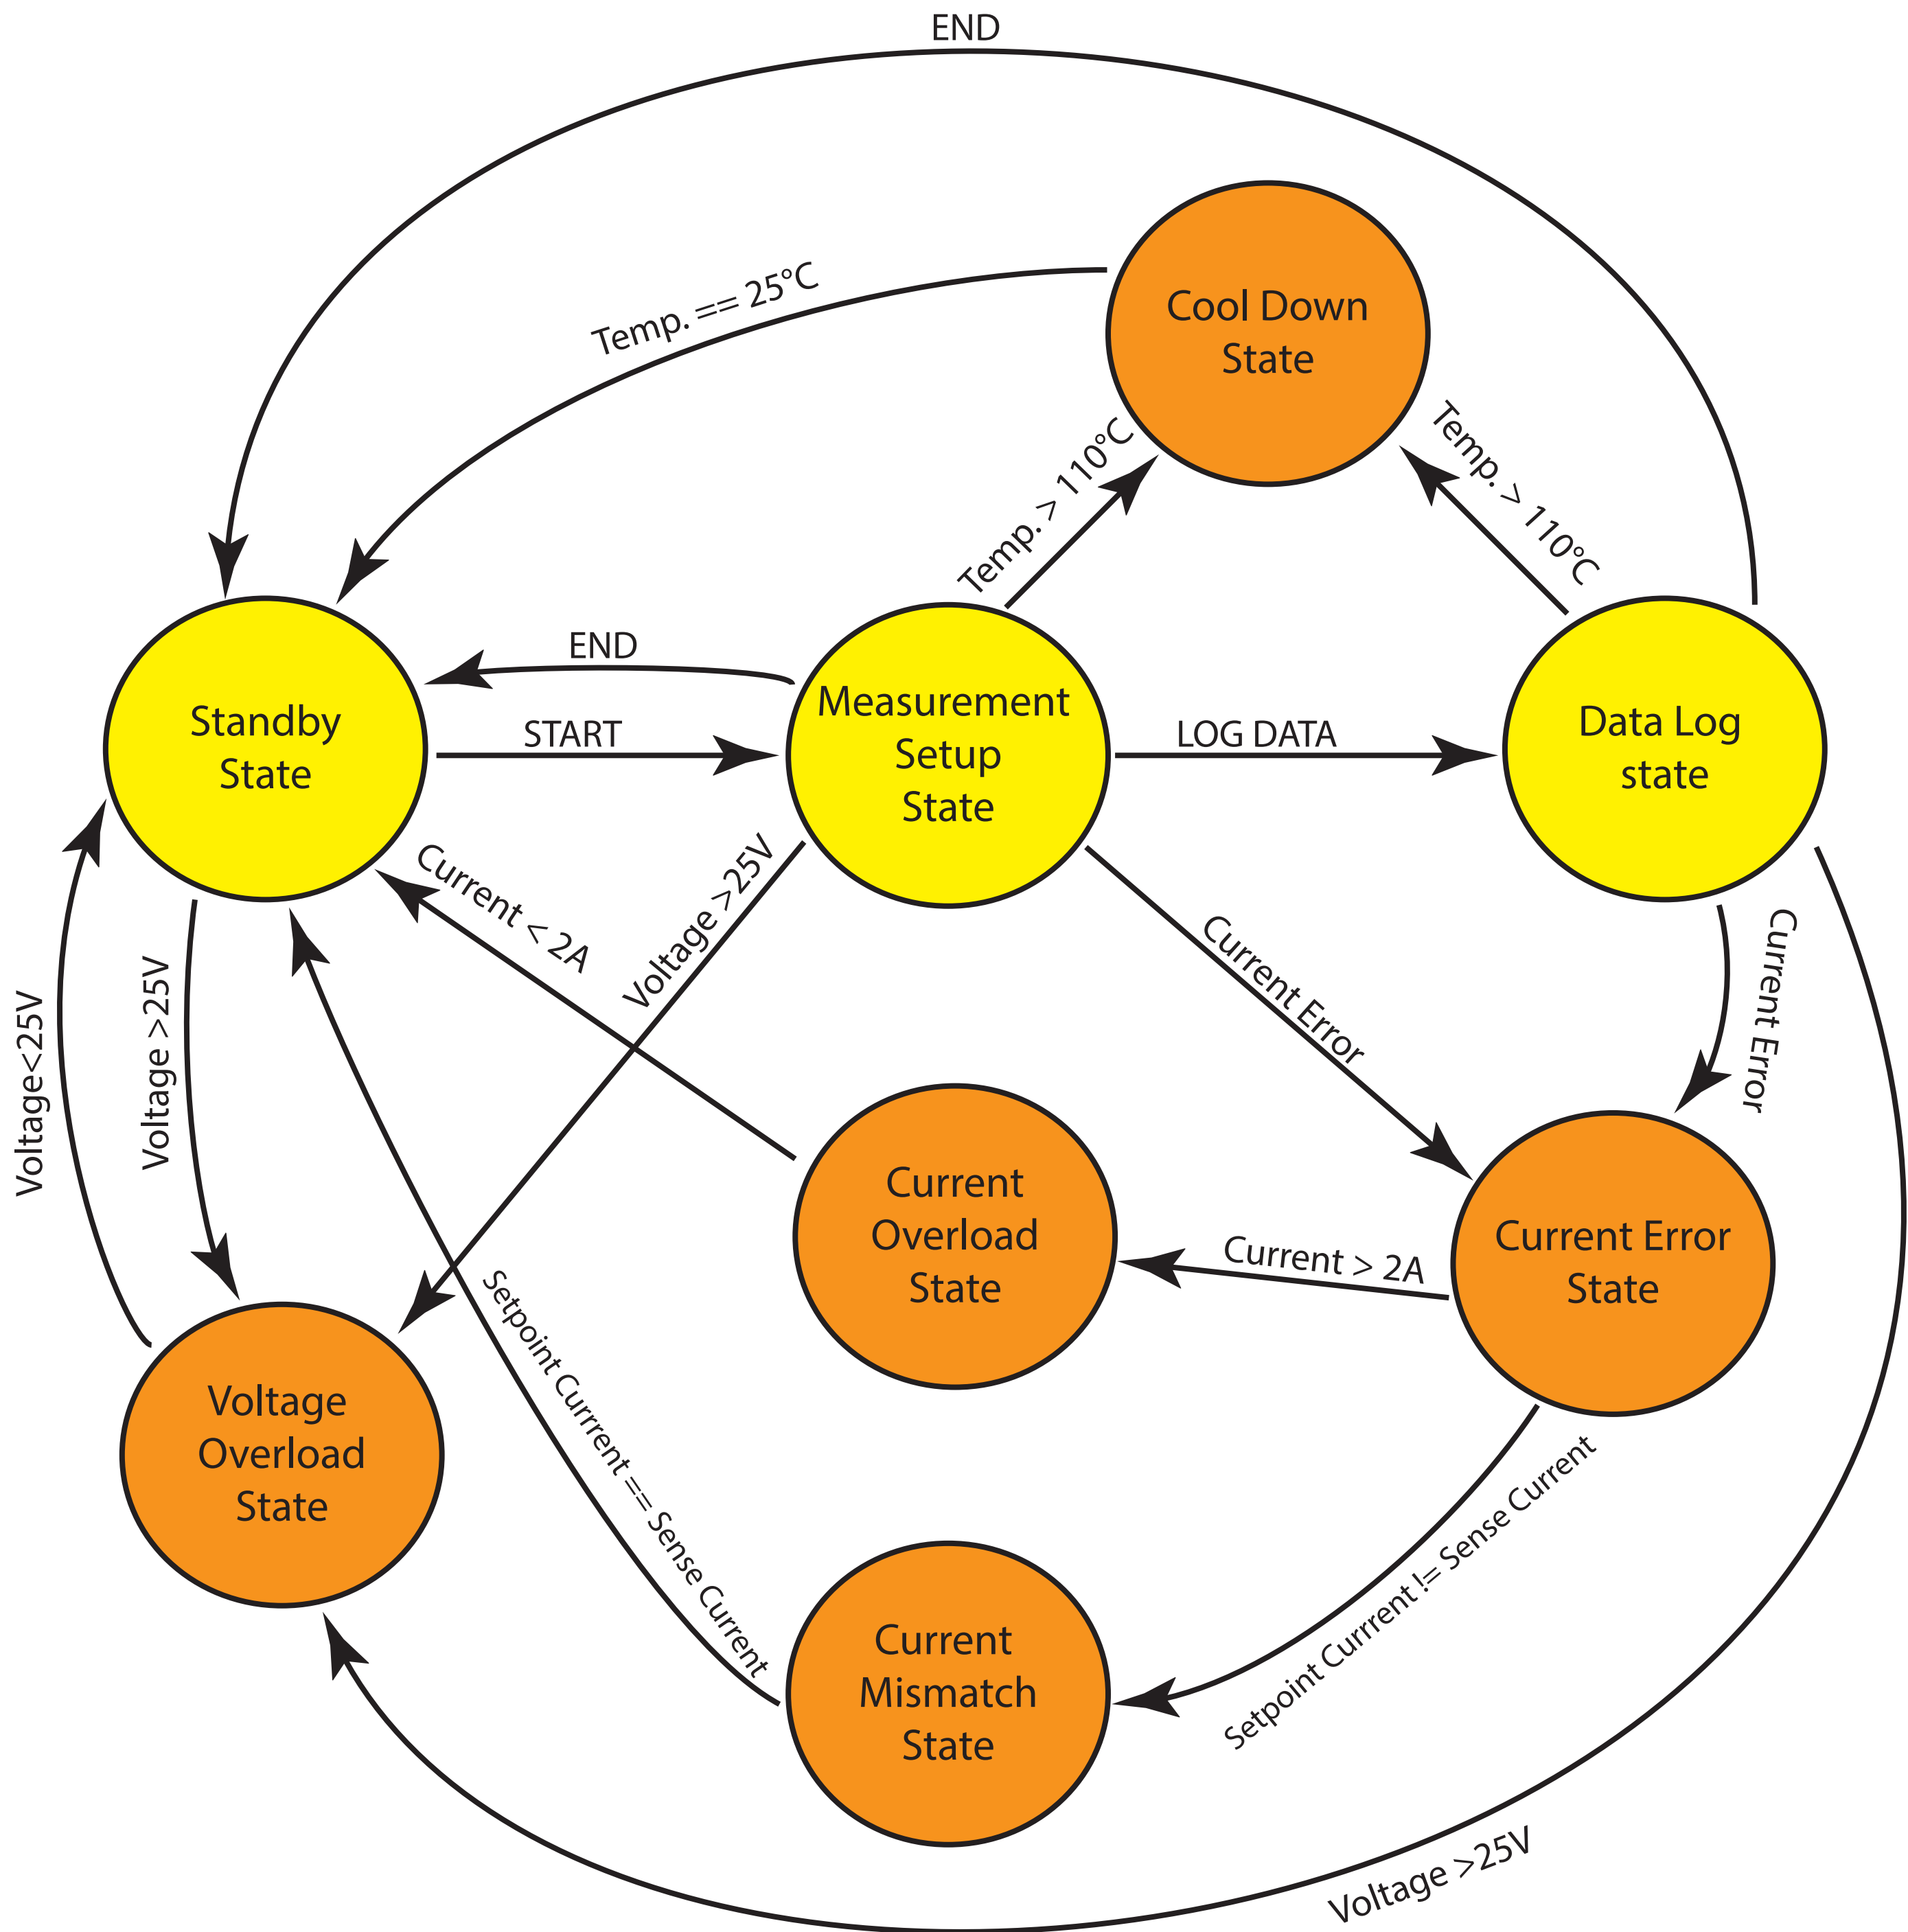 END
Temp. == 25°C
Cool Down
State
Temp. > 110°C
Temp. > 110°C
END
START
LOG DATA
Standby
State
Measurement
Setup
State
Data Log
state
Current < 2A
Voltage >25V
Current Error
Current Error
Voltage<25V
Voltage >25V
Current
Overload
State
Current > 2A
Current Error
State
Voltage
Overload
State
Setpoint Current == Sense Current
Setpoint Currrent != Sense Current
Current
Mismatch
State
Voltage >25V